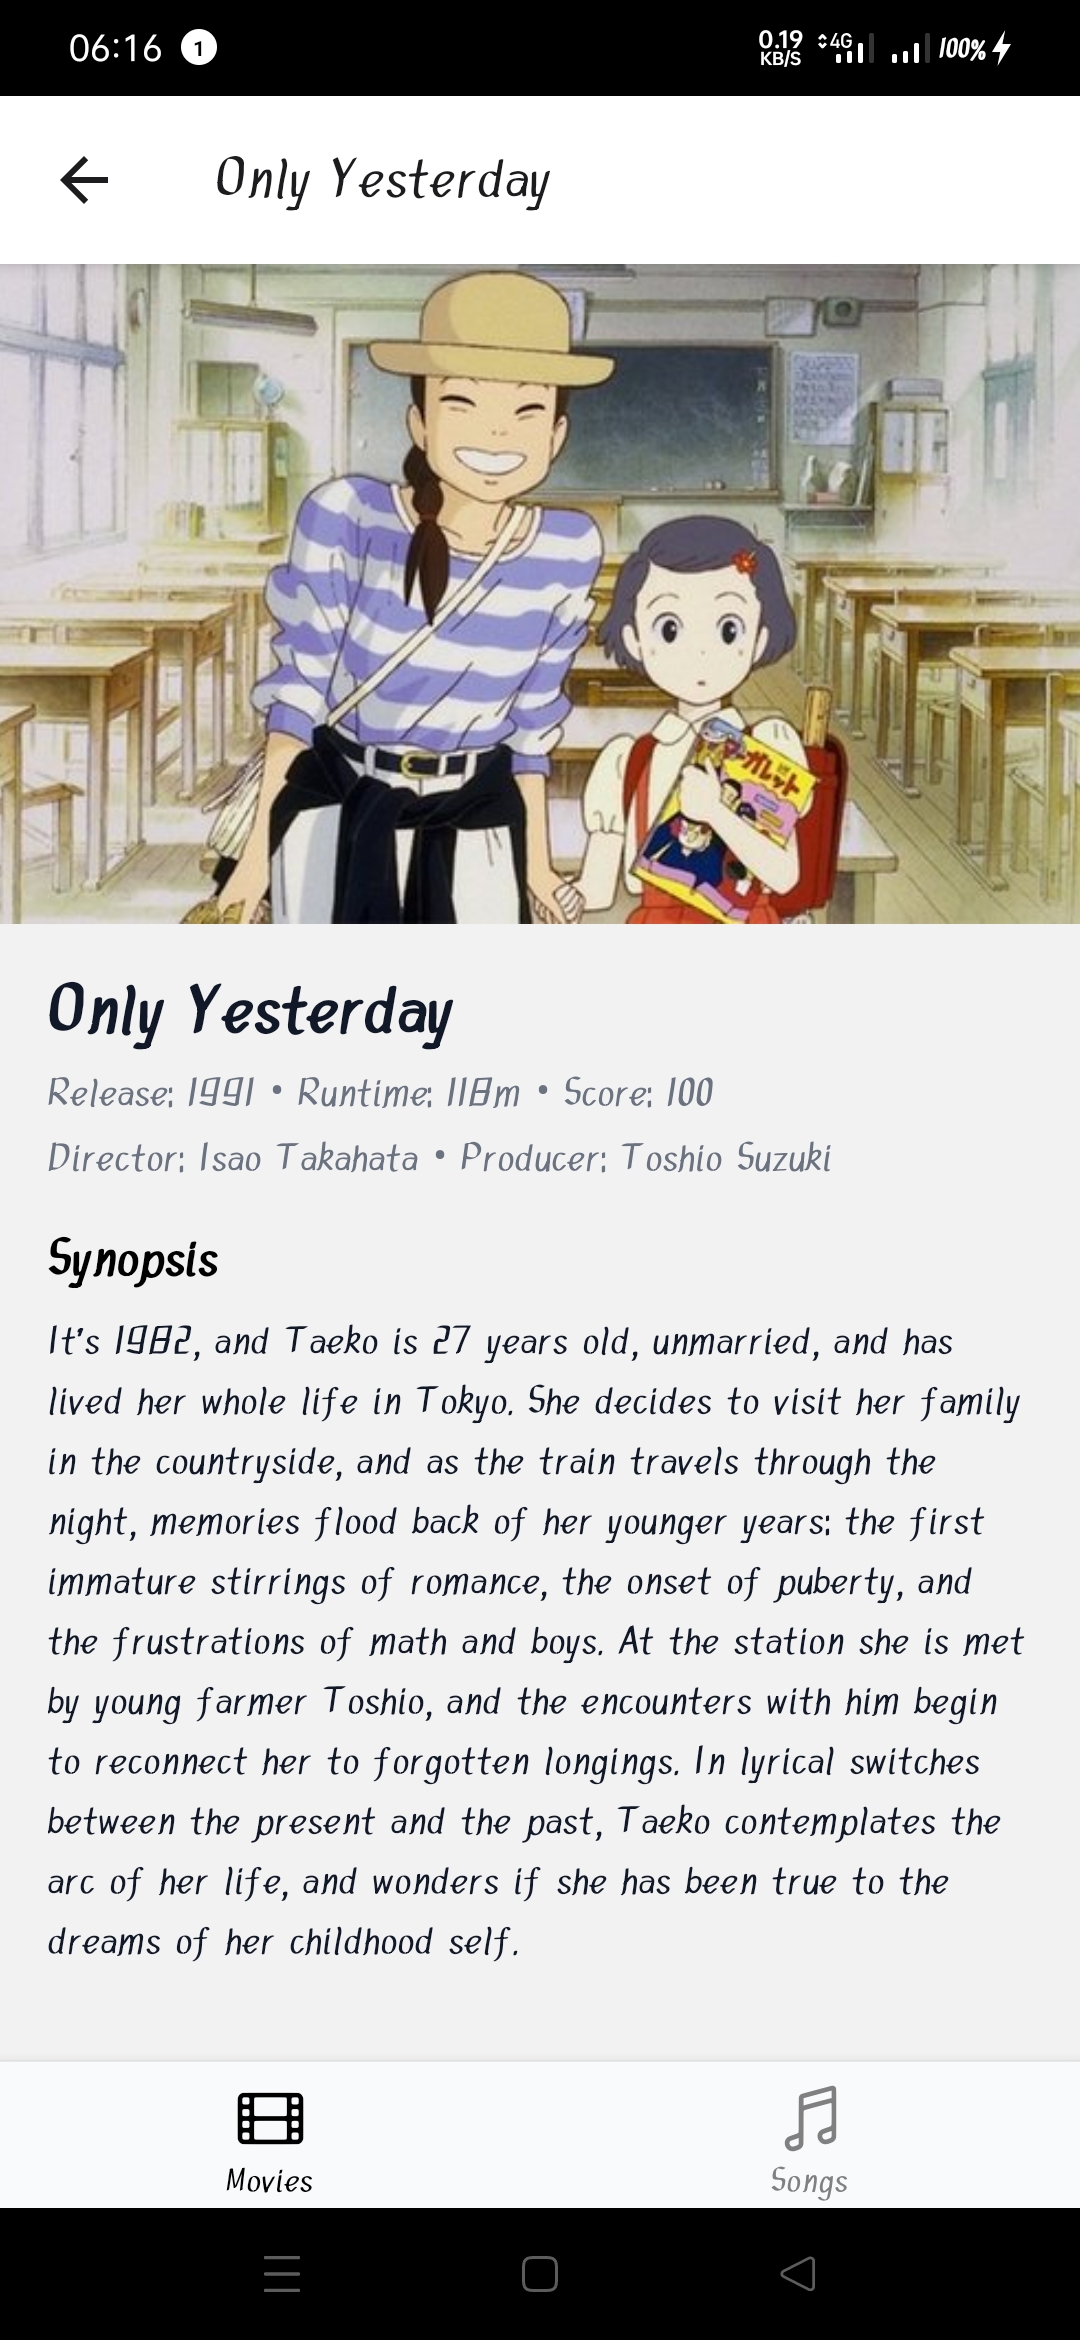 06:16 1 0.19 KB/S 4G 100%
Only Yesterday
ガレット
Only Yesterday
Release: 1991 • Runtime: 118m • Score: 100
Director: Isao Takahata • Producer: Toshio Suzuki
Synopsis
It's 1982, and Taeko is 27 years old, unmarried, and has
lived her whole life in Tokyo. She decides to visit her family
in the countryside, and as the train travels through the
night, memories flood back of her younger years: the first
immature stirrings of romance, the onset of puberty, and
the frustrations of math and boys. At the station she is met
by young farmer Toshio, and the encounters with him begin
to reconnect her to forgotten longings. In lyrical switches
between the present and the past, Taeko contemplates the
arc of her life, and wonders if she has been true to the
dreams of her childhood self.
Movies
Songs